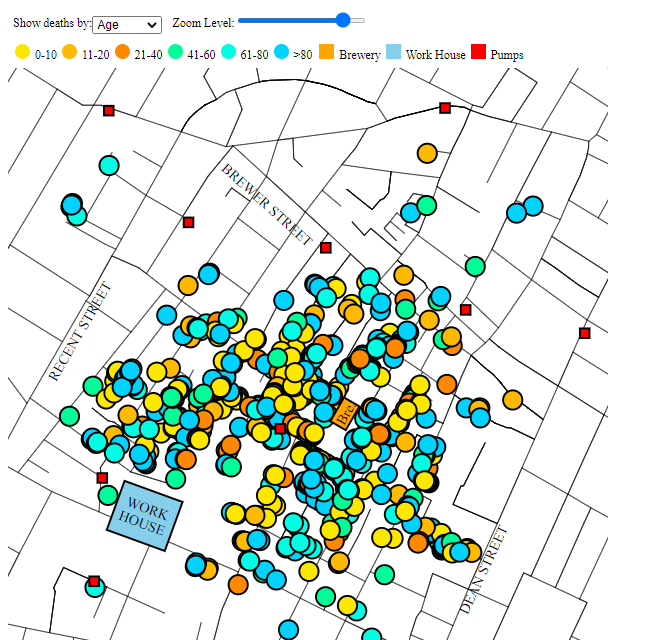 Show deaths by: Age Zoom Level:
0-10 11-20 21-40 41-60 61-80 >80 Brewery Work House Pumps
BREWER STREET
RECENT STREET
Bre
WORK
HOUSE
DEAN STREET